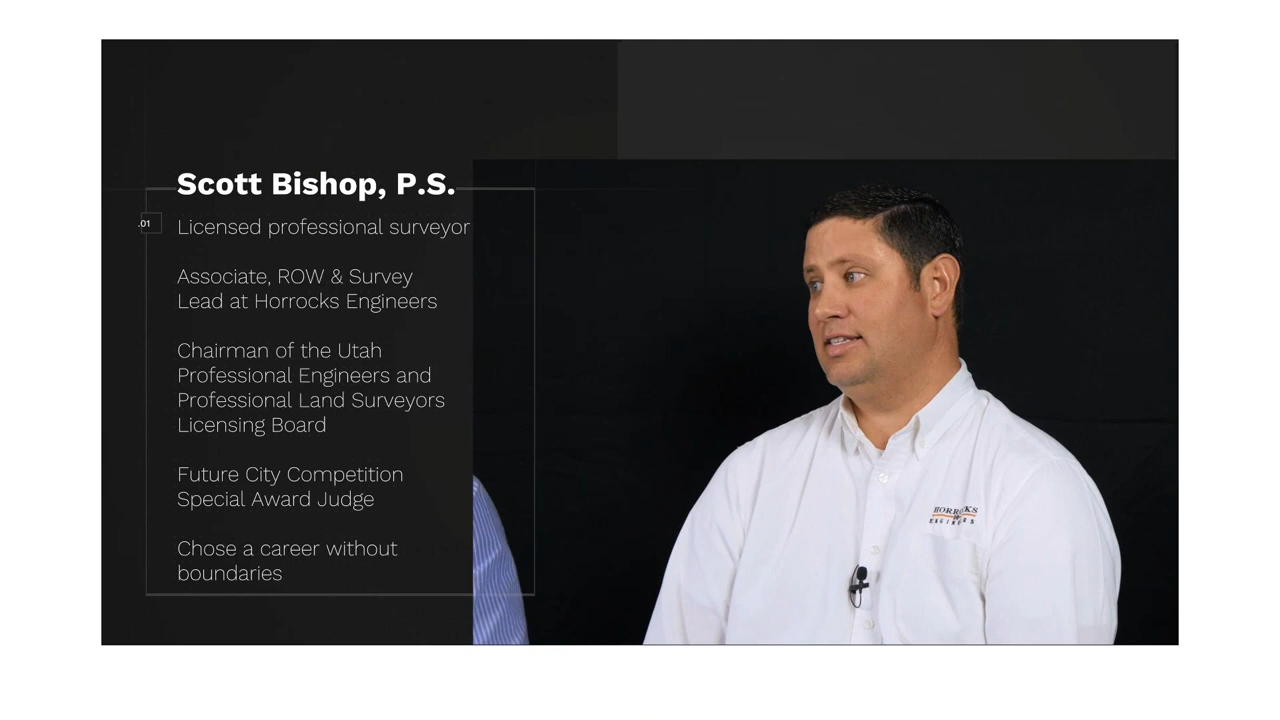 Scott Bishop, P.S.
.01
Licensed professional surveyor
Associate, ROW & Survey
Lead at Horrocks Engineers
Chairman of the Utah
Professional Engineers and
Professional Land Surveyors
Licensing Board
Future City Competition
Special Award Judge
Chose a career without
boundaries
HORROCKS
ENGINEERS